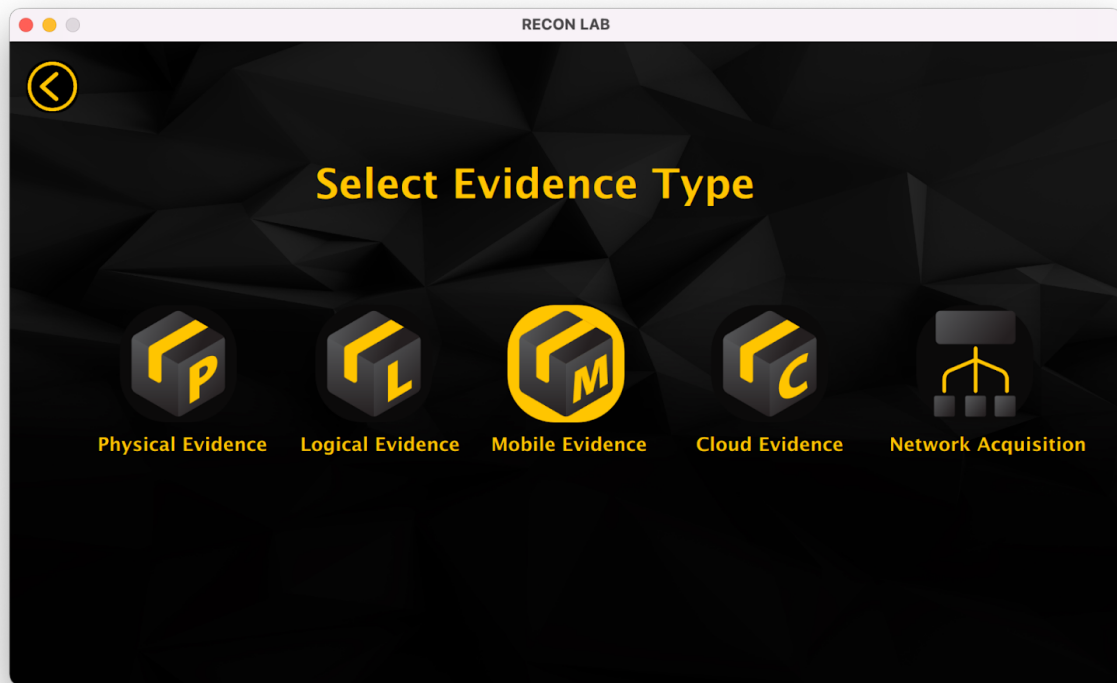 RECON LAB
Select Evidence Type
P
L
M
C
Physical Evidence
Logical Evidence
Mobile Evidence
Cloud Evidence
Network Acquisition